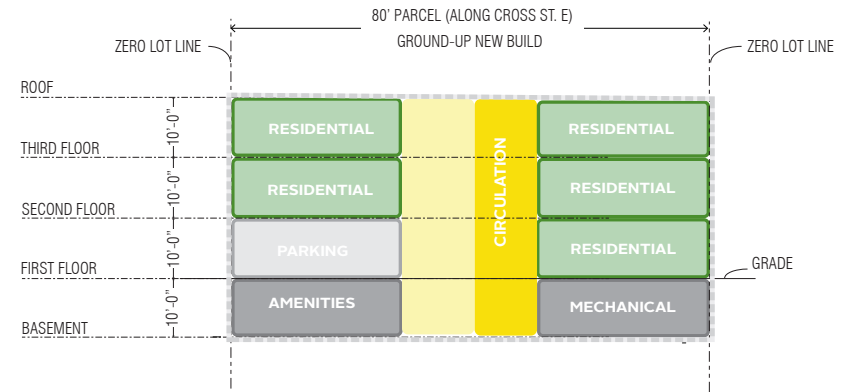 80' PARCEL (ALONG CROSS ST. E)
GROUND-UP NEW BUILD
ZERO LOT LINE
ZERO LOT LINE
ROOF
10'-0"
RESIDENTIAL
RESIDENTIAL
THIRD FLOOR
10'-0"
RESIDENTIAL
CIRCULATION
RESIDENTIAL
SECOND FLOOR
10'-0"
PARKING
RESIDENTIAL
FIRST FLOOR
GRADE
10'-0"
AMENITIES
MECHANICAL
BASEMENT